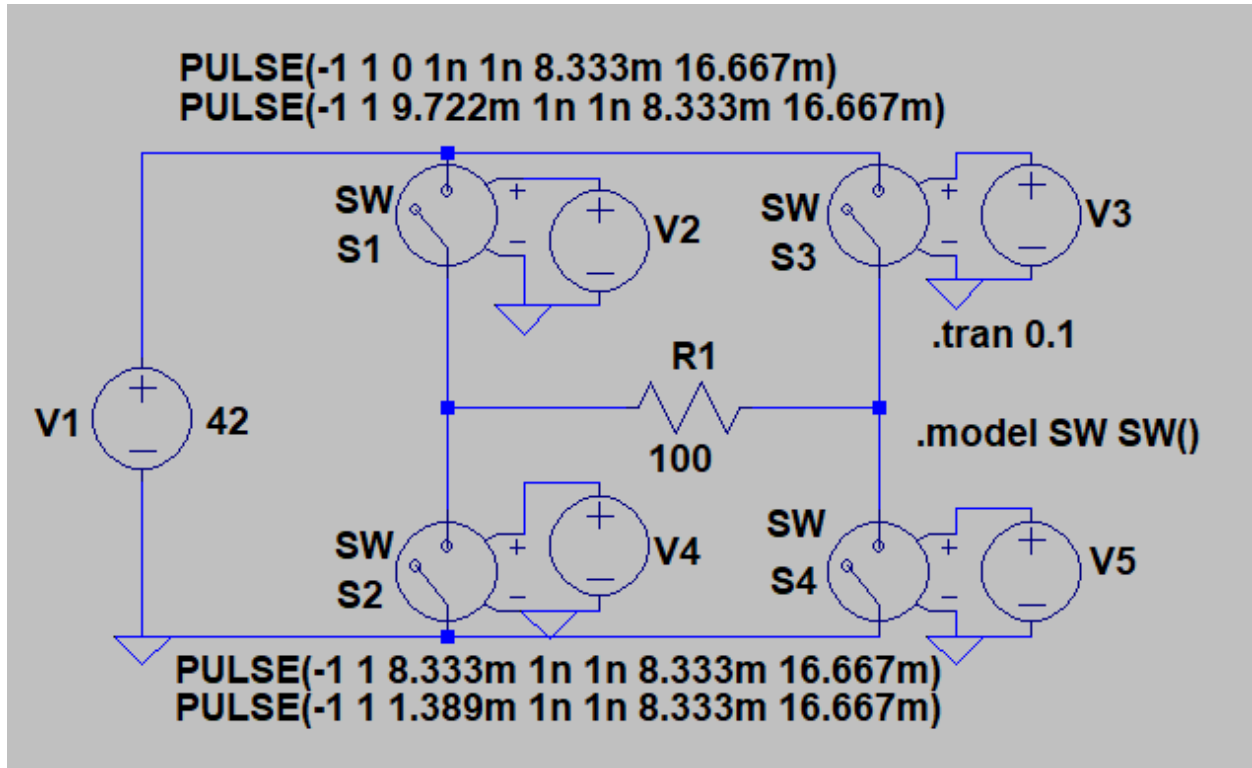 PULSE(-1 1 0 1n 1n 8.333m 16.667m)
PULSE(-1 1 9.722m 1n 1n 8.333m 16.667m)
SW
S1
V2
SW
S3
V3
.tran 0.1
R1
100
V1
42
.model SW SW()
SW
S2
V4
SW
S4
V5
PULSE(-1 1 8.333m 1n 1n 8.333m 16.667m)
PULSE(-1 1 1.389m 1n 1n 8.333m 16.667m)